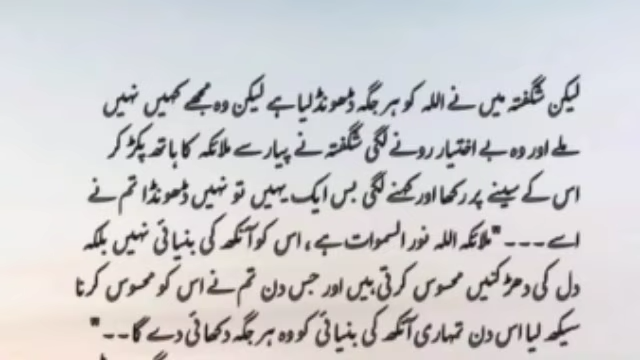 لیکن شگفتہ میں نے اللہ کو ہر جگہ ڈھونڈ لیا ہے لیکن وہ مجھے کہیں نہیں
ملے اور وہ بے اختیار رونے لگی شگفتہ نے پیار سے ملائکہ کا ہاتھ پکڑ کر
اس کے سینے پر رکھا اور کہنے لگی بس ایک یہیں تو نہیں ڈھونڈا تم نے
اسے ۔۔۔ "ملائکہ اللہ نور السموات ہے ، اس کو آنکھ کی بنیائی نہیں بلکہ
دل کی دھڑکنیں محسوس کرتی ہیں اور جس دن تم نے اس کو محسوس کرنا
سیکھ لیا اس دن تمہاری آنگھ کی بنیائی کو وہ ہر جگہ دکھائی دے گا ۔۔"